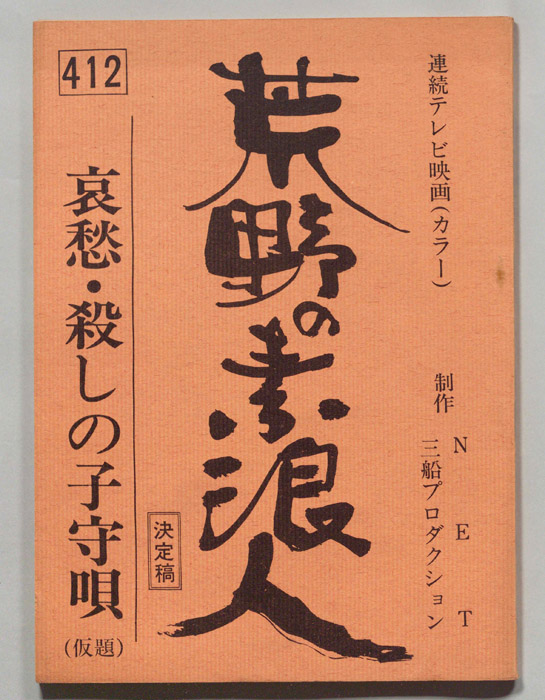 連続テレビ映画(カラー)
制作
NET
三船プロダクション
荒野の素浪人
決定稿
412
哀愁・殺しの子守唄
(仮題)